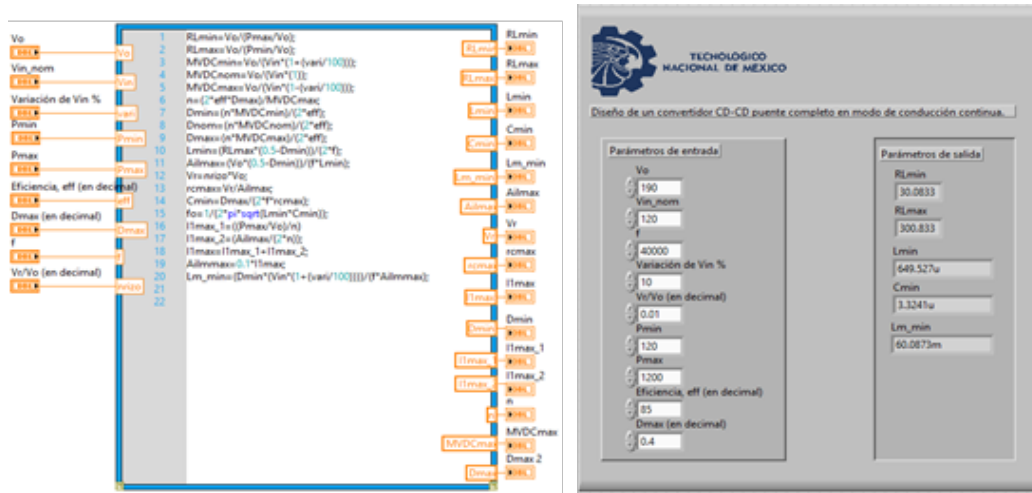 Vo
Vin_nom
Variación de Vin %
Pmin
Pmax
Eficiencia, eff (en decimal)
Dmax (en decimal)
f
Vr/Vo (en decimal)
Vo
Vin
vari
Pmin
Pmax
eff
Dmax
f
nrizo
1 RLmin=Vo/(Pmax/Vo);
2 RLmax=Vo/(Pmin/Vo);
3 MVDCmin=Vo/(Vin*(1+(vari/100)));
4 MVDCnom=Vo/(Vin*(1));
5 MVDCmax=Vo/(Vin*(1-(vari/100)));
6 n=(2*eff*Dmax)/MVDCmax;
7 Dmin=(n*MVDCmin)/(2*eff);
8 Dnom=(n*MVDCnom)/(2*eff);
9 Dmax=(n*MVDCmax)/(2*eff);
10 Lmin=(RLmax*(0.5-Dmin))/(2*f);
11 Ailmax=(Vo*(0.5-Dmin))/(f*Lmin);
12 Vr=nrizo*Vo;
13 rcmax=Vr/Ailmax;
14 Cmin=Dmax/(2*f*rcmax);
15 fo=1/(2*pi*sqrt(Lmin*Cmin));
16 I1max_1=((Pmax/Vo)/n)
17 I1max_2=(Ailmax/(2*n));
18 I1max=I1max_1+I1max_2;
19 Ailmmax=0.1*I1max;
20 Lm_min=(Dmin*(Vin*(1+(vari/100))))/(f*Ailmmax);
21
22
RLmin
RLmax
Lmin
Cmin
Lm_min
Ailmax
Vr
rcmax
I1max
Dmin
I1max_1
I1max_2
n
MVDCmax
Dmax
RLmin
RLmax
Lmin
Cmin
Lm_min
Ailmax
Vr
rcmax
I1max
Dmin
I1max_1
I1max_2
n
MVDCmax
Dmax 2
TECNOLOGICO
NACIONAL DE MEXICO
Diseño de un convertidor CD-CD puente completo en modo de conducción continua.
Parámetros de entrada
Vo
190
Vin_nom
120
f
40000
Variación de Vin %
10
Vr/Vo (en decimal)
0.01
Pmin
120
Pmax
1200
Eficiencia, eff (en decimal)
85
Dmax (en decimal)
0.4
Parámetros de salida
RLmin
30.0833
RLmax
300.833
Lmin
649.527u
Cmin
3.3241u
Lm_min
60.0873m